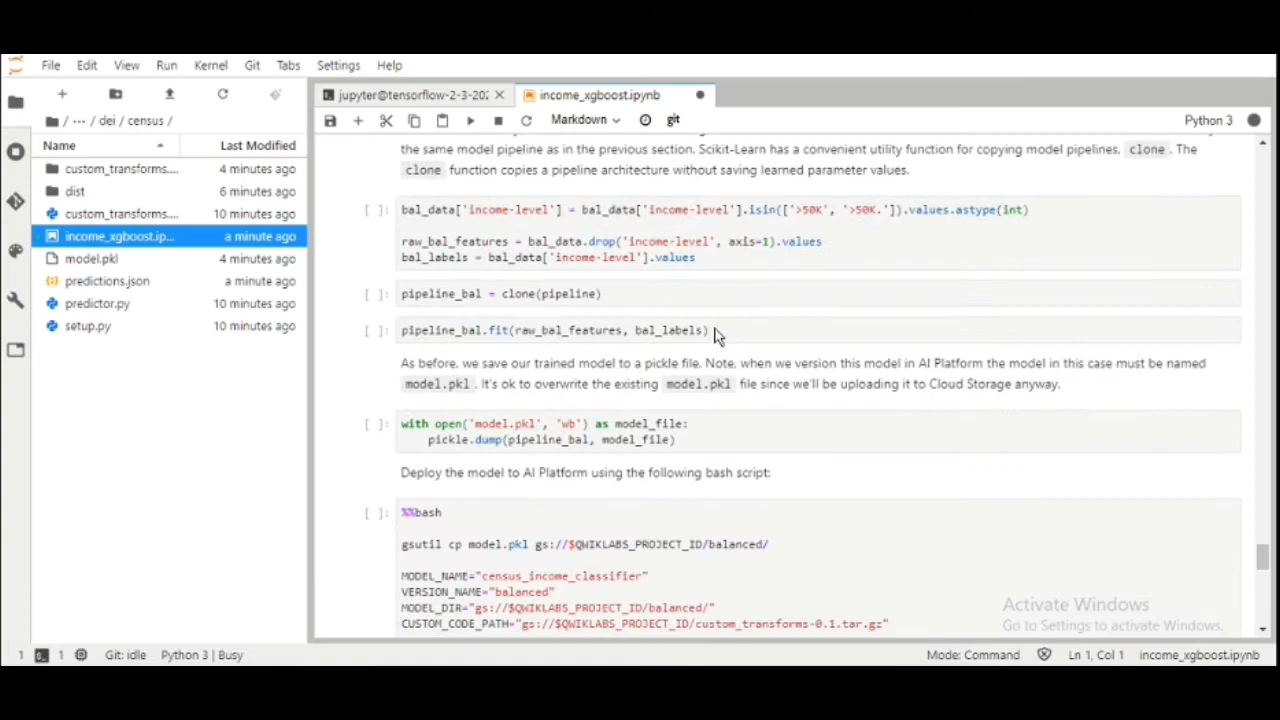 File Edit View Run Kernel Git Tabs Settings Help
jupyter@tensorflow-2-3-202 × income_xgboost.ipynb
Markdown git Python 3
/ ··· / dei / census /
Name Last Modified
custom_transforms.... 4 minutes ago
dist 6 minutes ago
custom_transforms.... 10 minutes ago
income_xgboost.ip... a minute ago
model.pkl 4 minutes ago
predictions.json a minute ago
predictor.py 10 minutes ago
setup.py 10 minutes ago
the same model pipeline as in the previous section. Scikit-Learn has a convenient utility function for copying model pipelines, clone. The
clone function copies a pipeline architecture without saving learned parameter values.
[ ]: bal_data['income-level'] = bal_data['income-level'].isin(['>50K', '>50K.']).values.astype(int)
raw_bal_features = bal_data.drop('income-level', axis=1).values
bal_labels = bal_data['income-level'].values
[ ]: pipeline_bal = clone(pipeline)
[ ]: pipeline_bal.fit(raw_bal_features, bal_labels)
As before, we save our trained model to a pickle file. Note, when we version this model in AI Platform the model in this case must be named
model.pkl. It's ok to overwrite the existing model.pkl file since we'll be uploading it to Cloud Storage anyway.
[ ]: with open('model.pkl', 'wb') as model_file:
pickle.dump(pipeline_bal, model_file)
Deploy the model to AI Platform using the following bash script:
[ ]: %%bash
gsutil cp model.pkl gs://$QWIKLABS_PROJECT_ID/balanced/
MODEL_NAME="census_income_classifier"
VERSION_NAME="balanced"
MODEL_DIR="gs://$QWIKLABS_PROJECT_ID/balanced/"
CUSTOM_CODE_PATH="gs://$QWIKLABS_PROJECT_ID/custom_transforms-0.1.tar.gz"
Activate Windows
Go to Settings to activate Windows.
1 1 Git: idle Python 3 | Busy Mode: Command Ln 1, Col 1 income_xgboost.ipynb